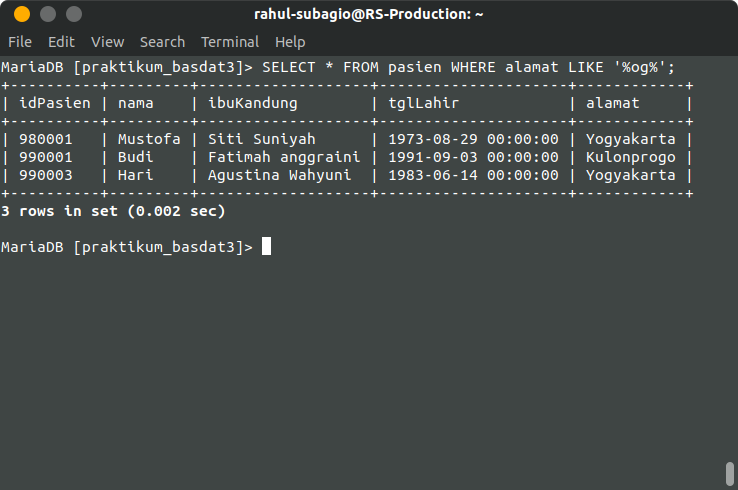 rahul-subagio@RS-Production: ~
File Edit View Search Terminal Help
MariaDB [praktikum_basdat3]> SELECT * FROM pasien WHERE alamat LIKE '%og%';
+----------+---------+-------------------+---------------------+------------+
| idPasien | nama    | ibuKandung        | tglLahir            | alamat     |
+----------+---------+-------------------+---------------------+------------+
| 980001   | Mustofa | Siti Suniyah      | 1973-08-29 00:00:00 | Yogyakarta |
| 990001   | Budi    | Fatimah anggraini | 1991-09-03 00:00:00 | Kulonprogo |
| 990003   | Hari    | Agustina Wahyuni  | 1983-06-14 00:00:00 | Yogyakarta |
+----------+---------+-------------------+---------------------+------------+
3 rows in set (0.002 sec)
MariaDB [praktikum_basdat3]>